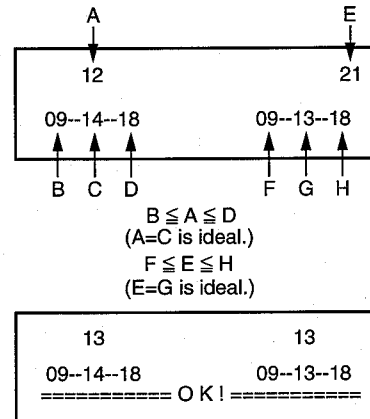 A E
12 21
09--14--18 09--13--18
B C D F G H
B ≦ A ≦ D
(A=C is ideal.)
F ≦ E ≦ H
(E=G is ideal.)
13 13
09--14--18 09--13--18
=========== O K ! ===========